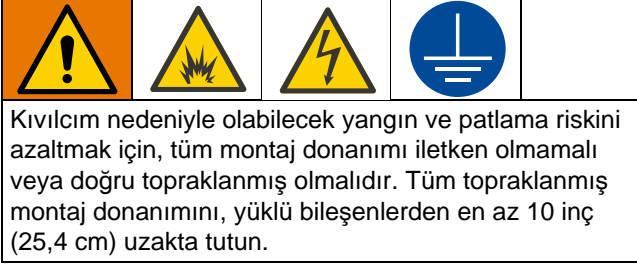 Kıvılcım nedeniyle olabilecek yangın ve patlama riskini
azaltmak için, tüm montaj donanımı iletken olmamalı
veya doğru topraklanmış olmalıdır. Tüm topraklanmış
montaj donanımını, yüklü bileşenlerden en az 10 inç
(25,4 cm) uzakta tutun.